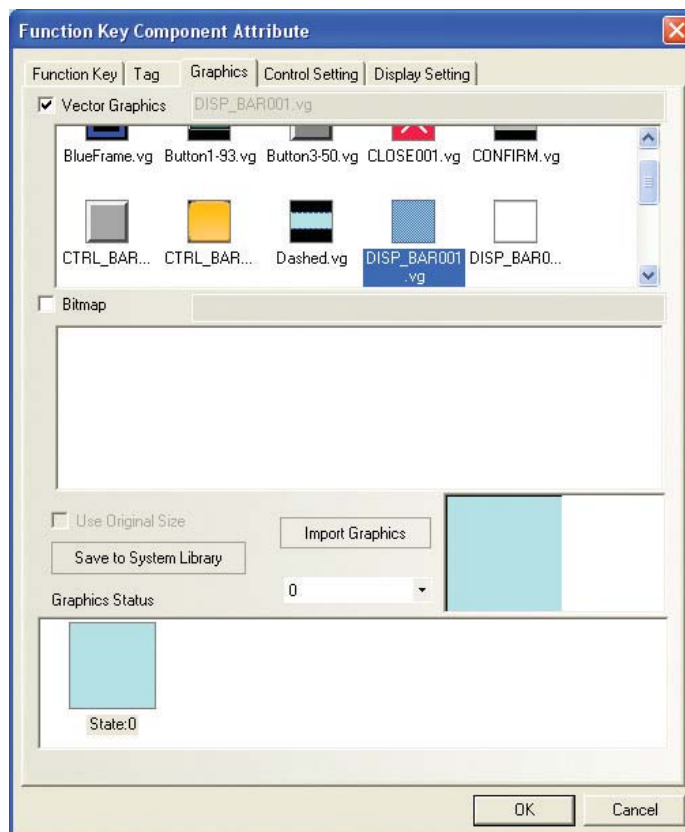 Function Key Component Attribute
Function Key Tag Graphics Control Setting Display Setting
Vector Graphics DISP_BAR001.vg
BlueFrame.vg Button1-93.vg Button3-50.vg CLOSE001.vg CONFIRM.vg
CTRL_BAR... CTRL_BAR... Dashed.vg DISP_BAR001 DISP_BAR0...
.vg
Bitmap
Use Original Size
Import Graphics
Save to System Library
0
Graphics Status
State:0
OK Cancel